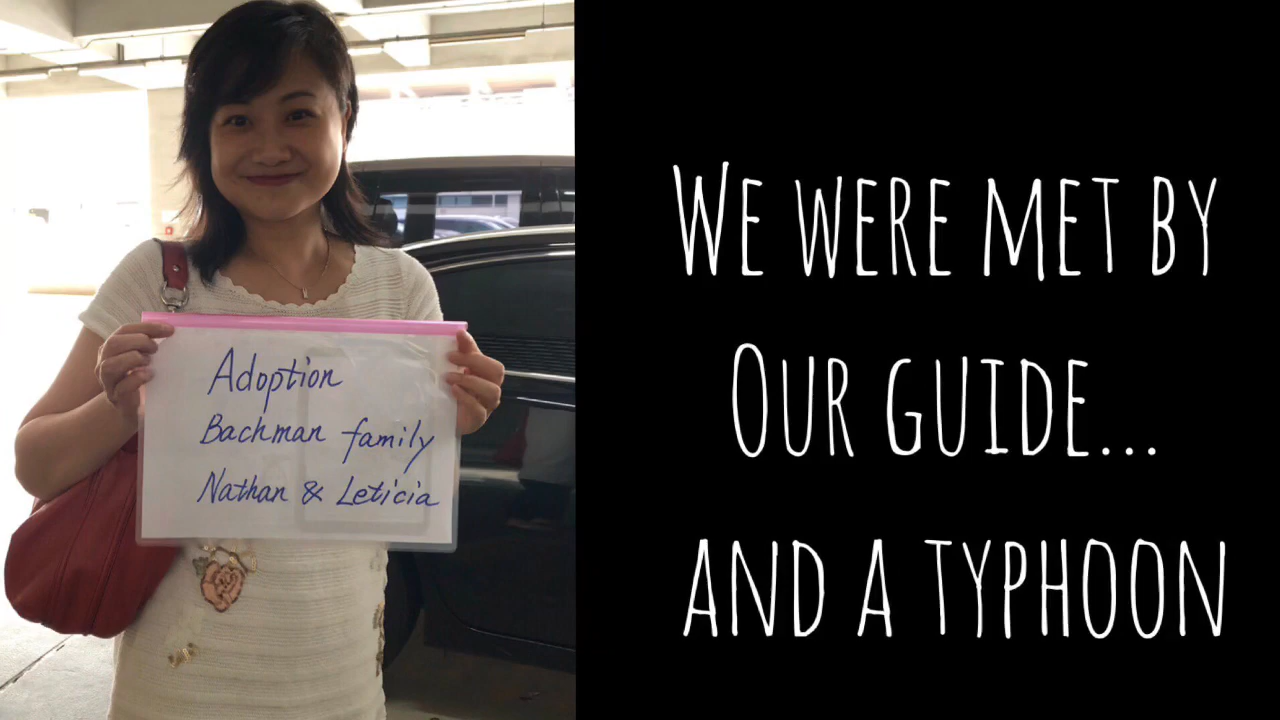 Adoption
Bachman family
Nathan & Leticia
WE WERE MET BY
OUR GUIDE...
AND A TYPHOON